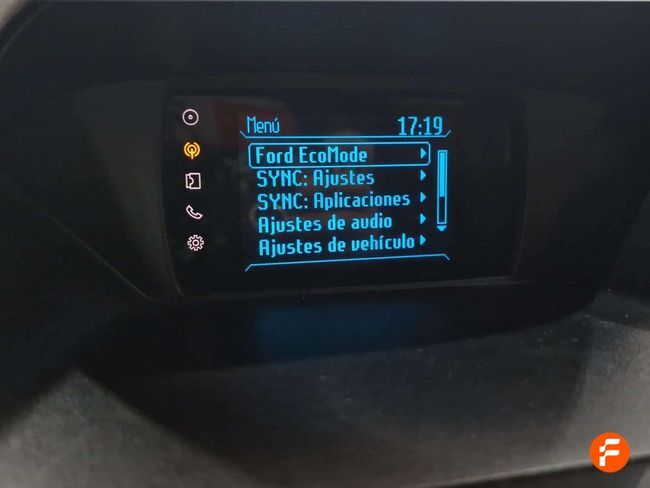 Menú 17:19
Ford EcoMode
SYNC: Ajustes
SYNC: Aplicaciones
Ajustes de audio
Ajustes de vehículo